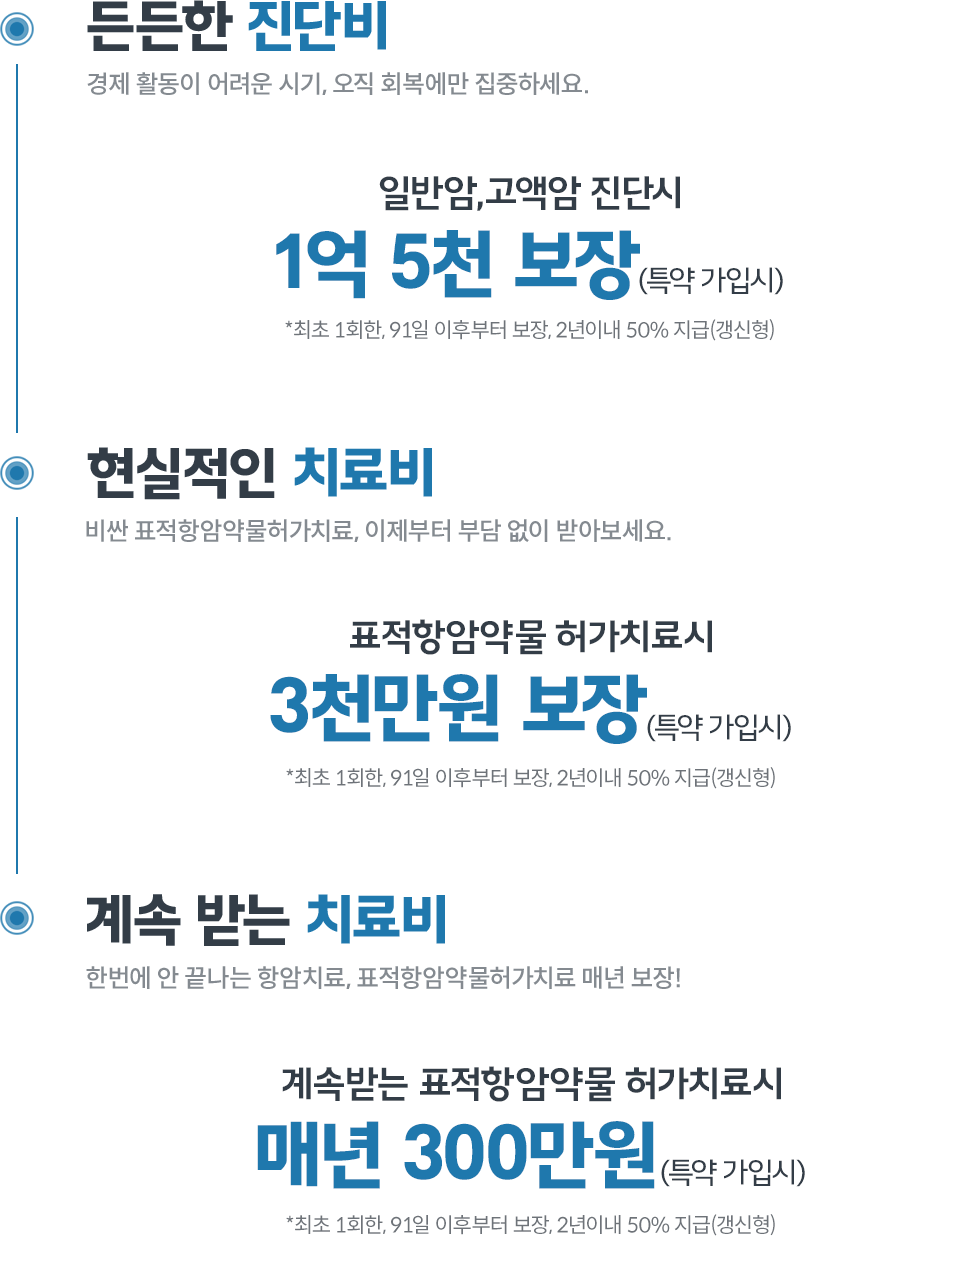 든든한 진단비
경제 활동이 어려운 시기, 오직 회복에만 집중하세요.
일반암,고액암 진단시
1억 5천 보장(특약 가입시)
*최초 1회한, 91일 이후부터 보장, 2년이내 50% 지급(갱신형)
현실적인 치료비
비싼 표적항암약물허가치료, 이제부터 부담 없이 받아보세요.
표적항암약물 허가치료시
3천만원 보장(특약 가입시)
*최초 1회한, 91일 이후부터 보장, 2년이내 50% 지급(갱신형)
계속 받는 치료비
한번에 안 끝나는 항암치료, 표적항암약물허가치료 매년 보장!
계속받는 표적항암약물 허가치료시
매년 300만원(특약 가입시)
*최초 1회한, 91일 이후부터 보장, 2년이내 50% 지급(갱신형)